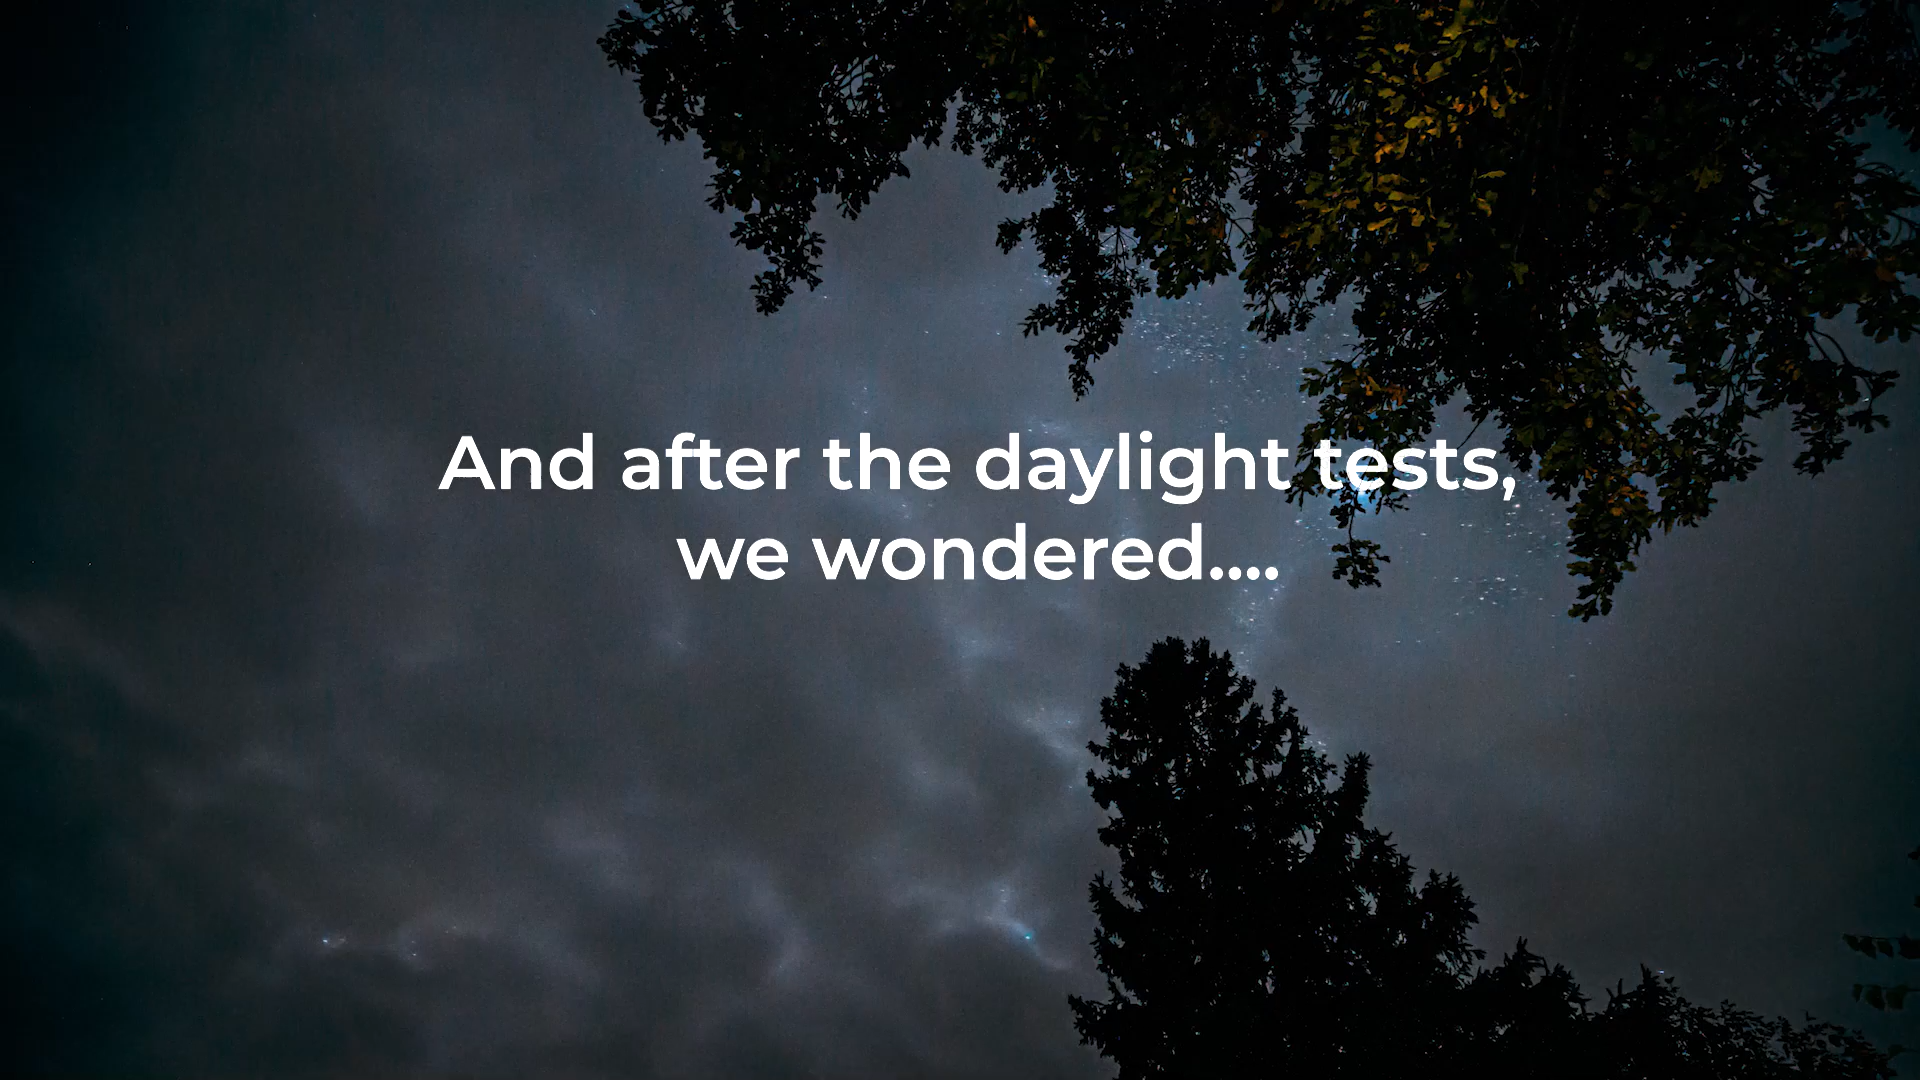 And after the daylight tests,
we wondered....